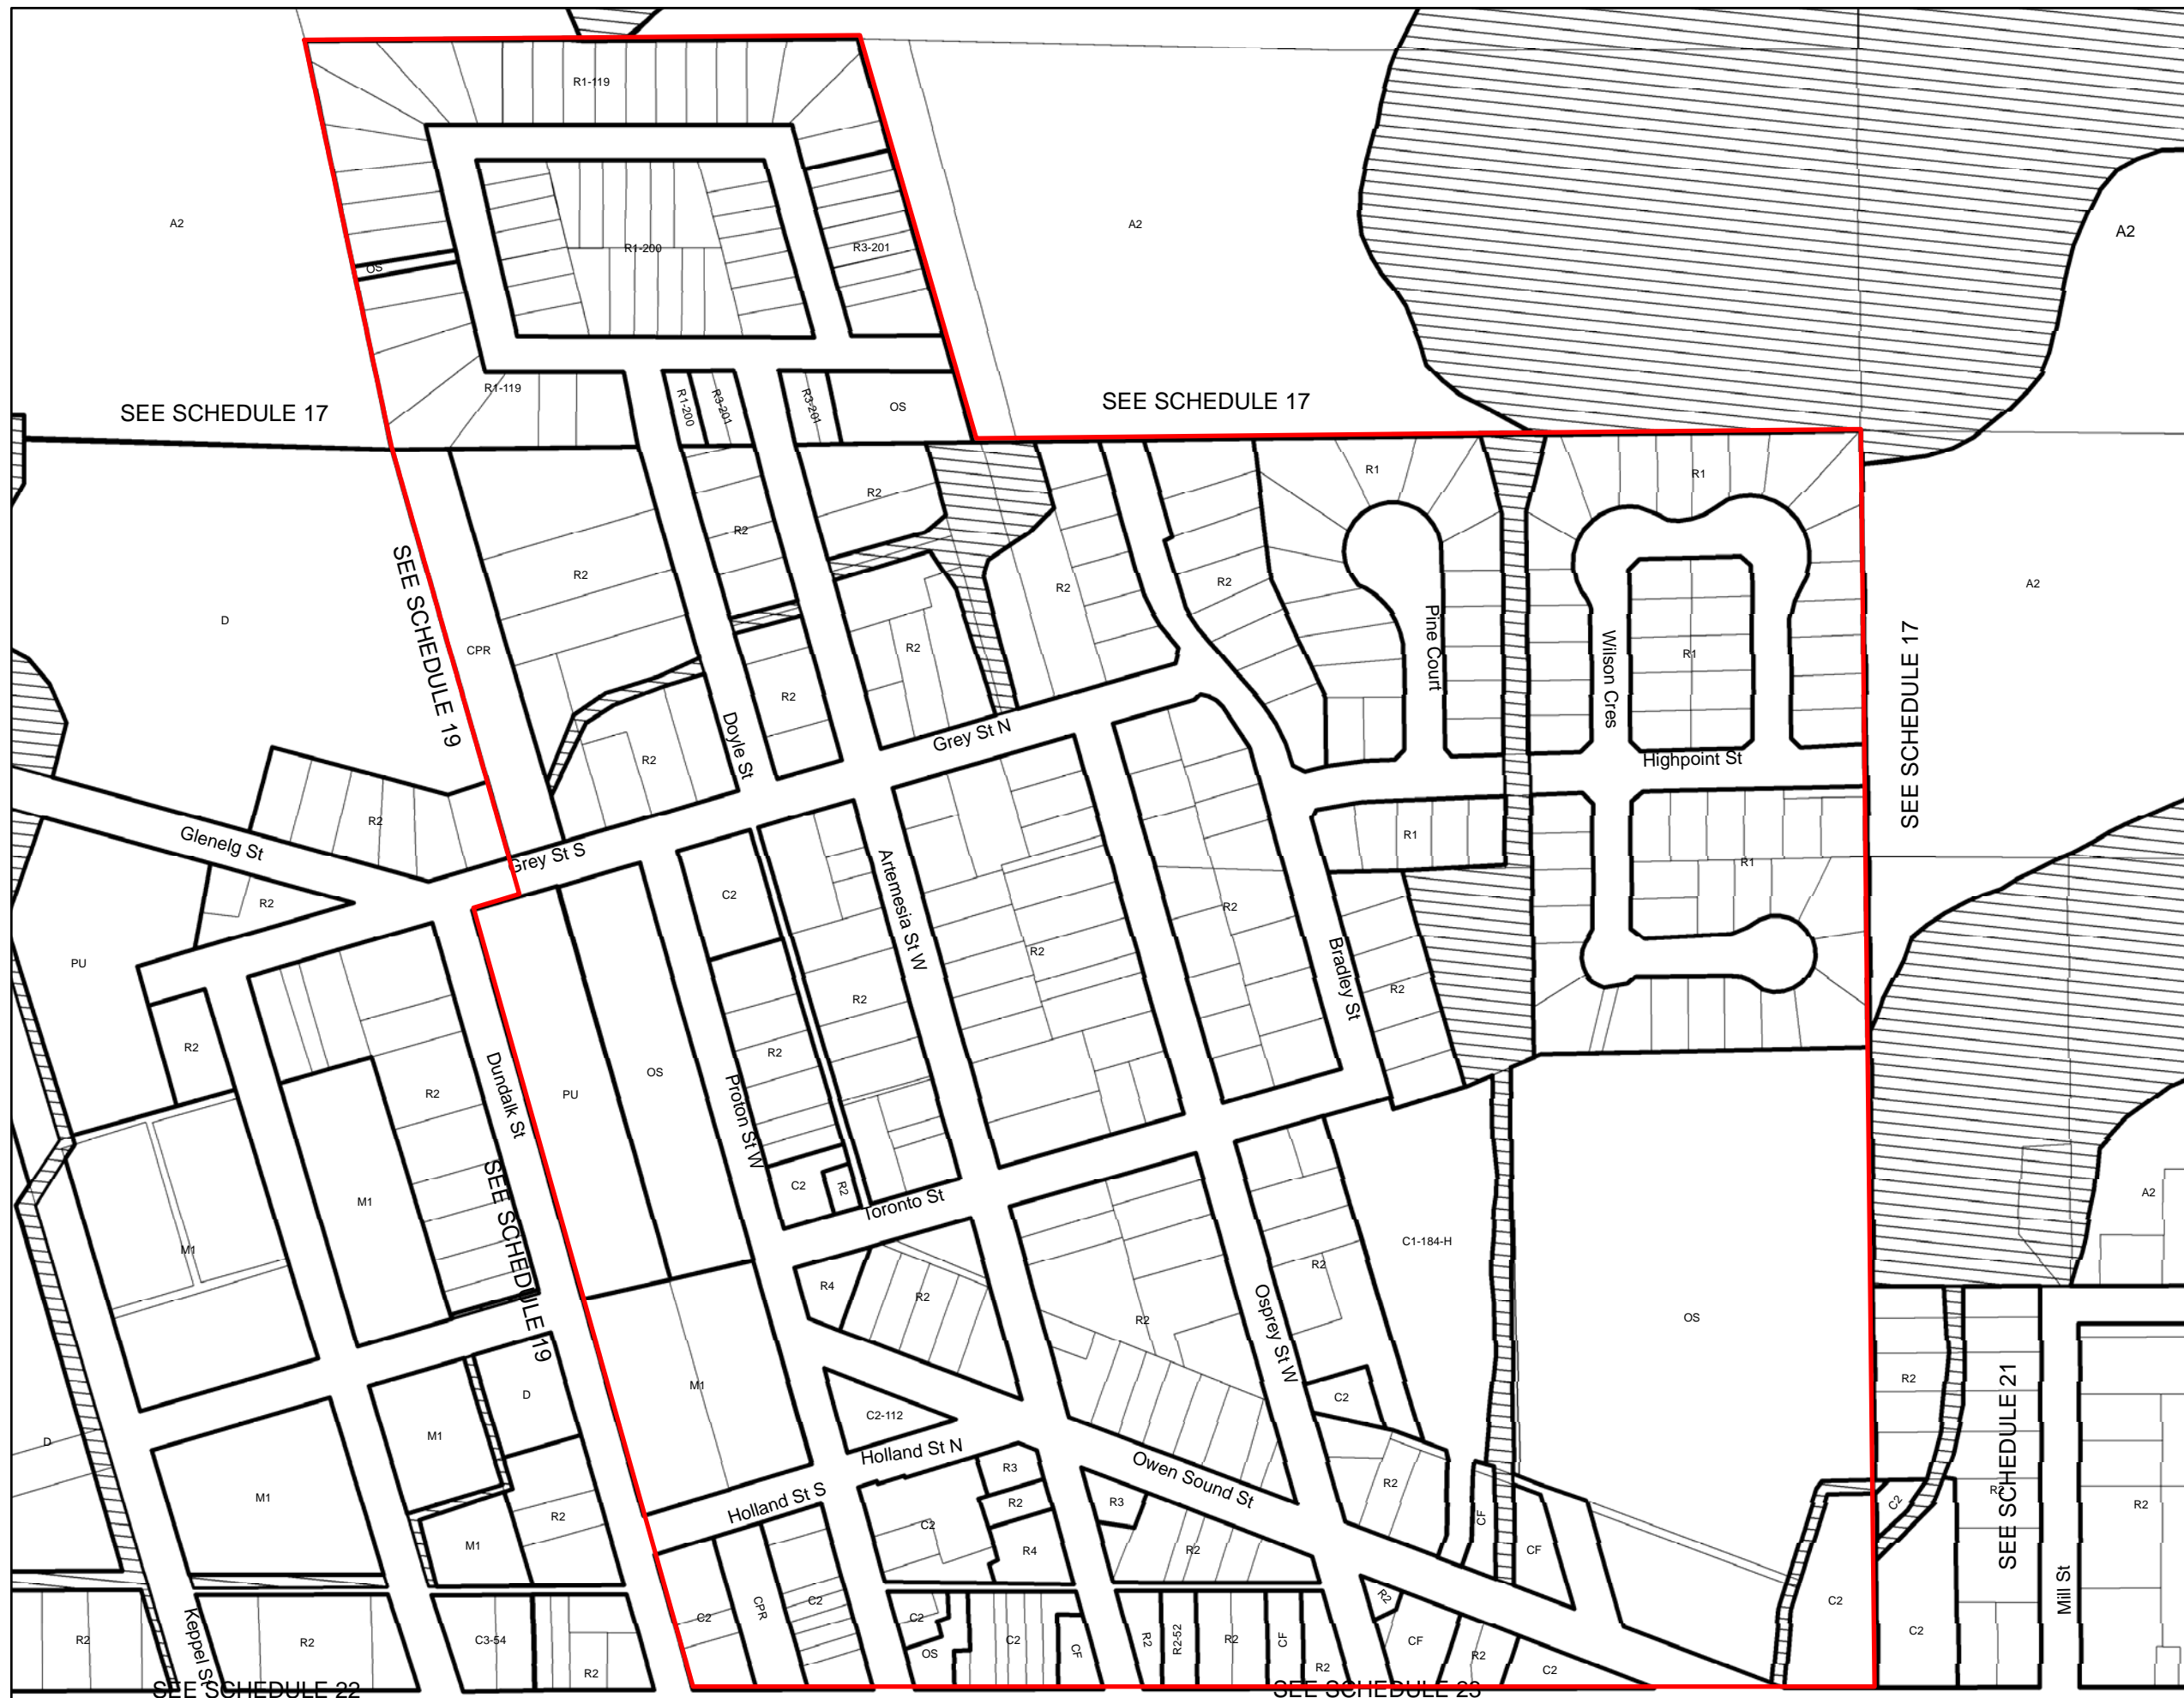 R1-119
A2
A2
A2
R1-200
R3-201
OS
R1-119
SEE SCHEDULE 17
SEE SCHEDULE 17
R1-200
R3-201
R3-201
OS
R1
R1
R2
R2
R2
R2
R2
A2
D
SEE SCHEDULE 19
CPR
R2
R2
Pine Court
Wilson Cres
R1
SEE SCHEDULE 17
Doyle St
Grey St N
R2
Highpoint St
R2
Glenelg St
Grey St S
R1
R1
R2
C2
Artemesia St W
R2
R2
PU
Bradley St
R2
R2
R2
R2
Dundalk St
R2
PU
OS
Proton St W
R2
M1
SEE SCHEDULE 19
C2
R2
Toronto St
A2
M1
C1-184-H
R4
R2
R2
Osprey St W
R2
OS
D
M1
C2
R2
SEE SCHEDULE 21
C2-112
M1
D
Holland St N
Owen Sound St
R3
R2
R2
M1
Holland St S
R3
R2
C2
R2
R2
R2
C2
CF
CF
M1
R4
R2
Mill St
C2
CPR
C2
C2
R2
C2
C2
Keppel St
R2
R2
C3-54
R2
OS
C2
CF
R2
R2-52
R2
CF
R2
CF
R2
C2
SEE SCHEDULE 22
SEE SCHEDULE 23